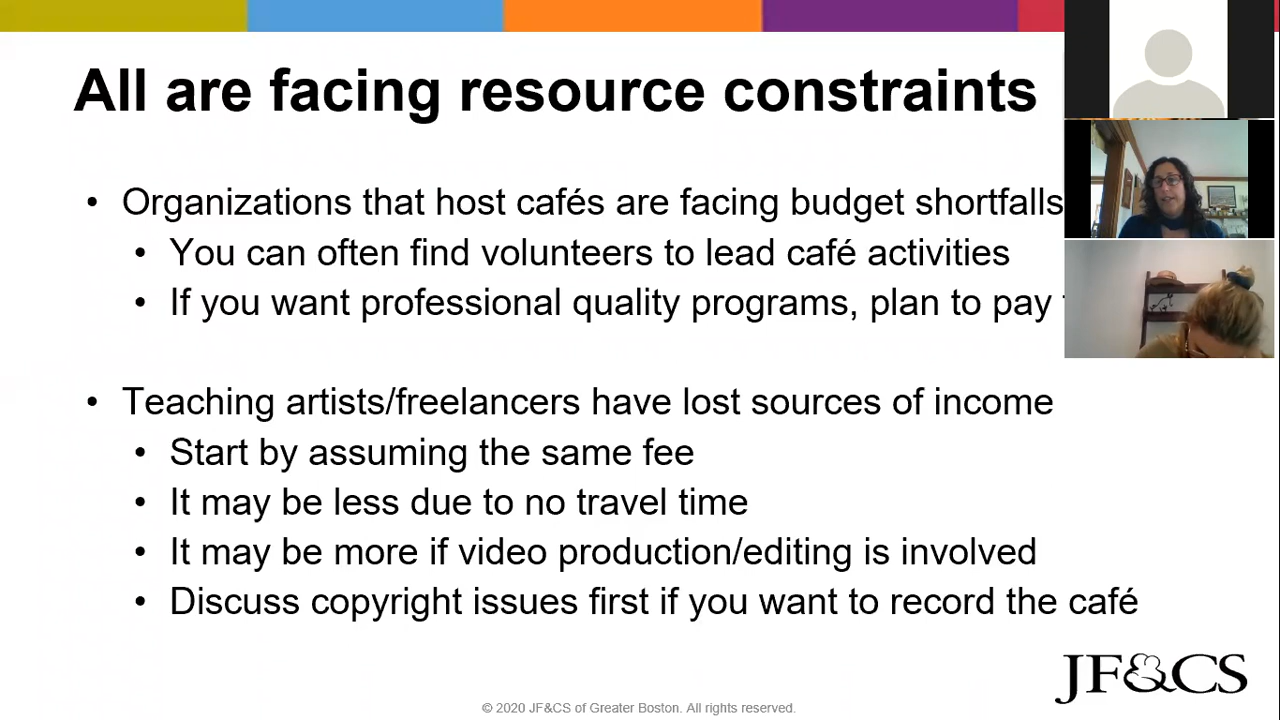 All are facing resource constraints
• Organizations that host cafés are facing budget shortfalls
• You can often find volunteers to lead café activities
• If you want professional quality programs, plan to pay
• Teaching artists/freelancers have lost sources of income
• Start by assuming the same fee
• It may be less due to no travel time
• It may be more if video production/editing is involved
• Discuss copyright issues first if you want to record the café
JF&CS
© 2020 JF&CS of Greater Boston. All rights reserved.